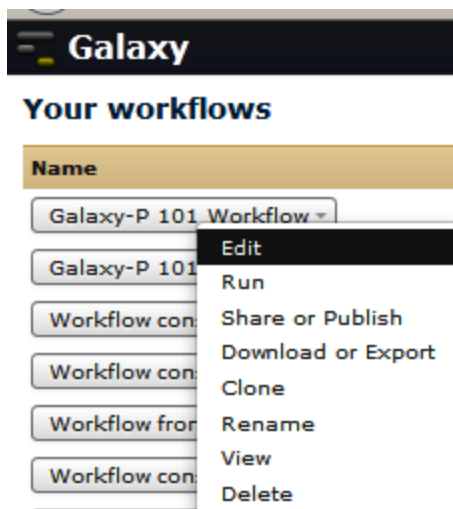 Galaxy
Your workflows
Name
Galaxy-P 101 Workflow
Edit
Galaxy-P 101
Run
Workflow con
Share or Publish
Download or Export
Workflow con
Clone
Workflow fror
Rename
View
Workflow con
Delete